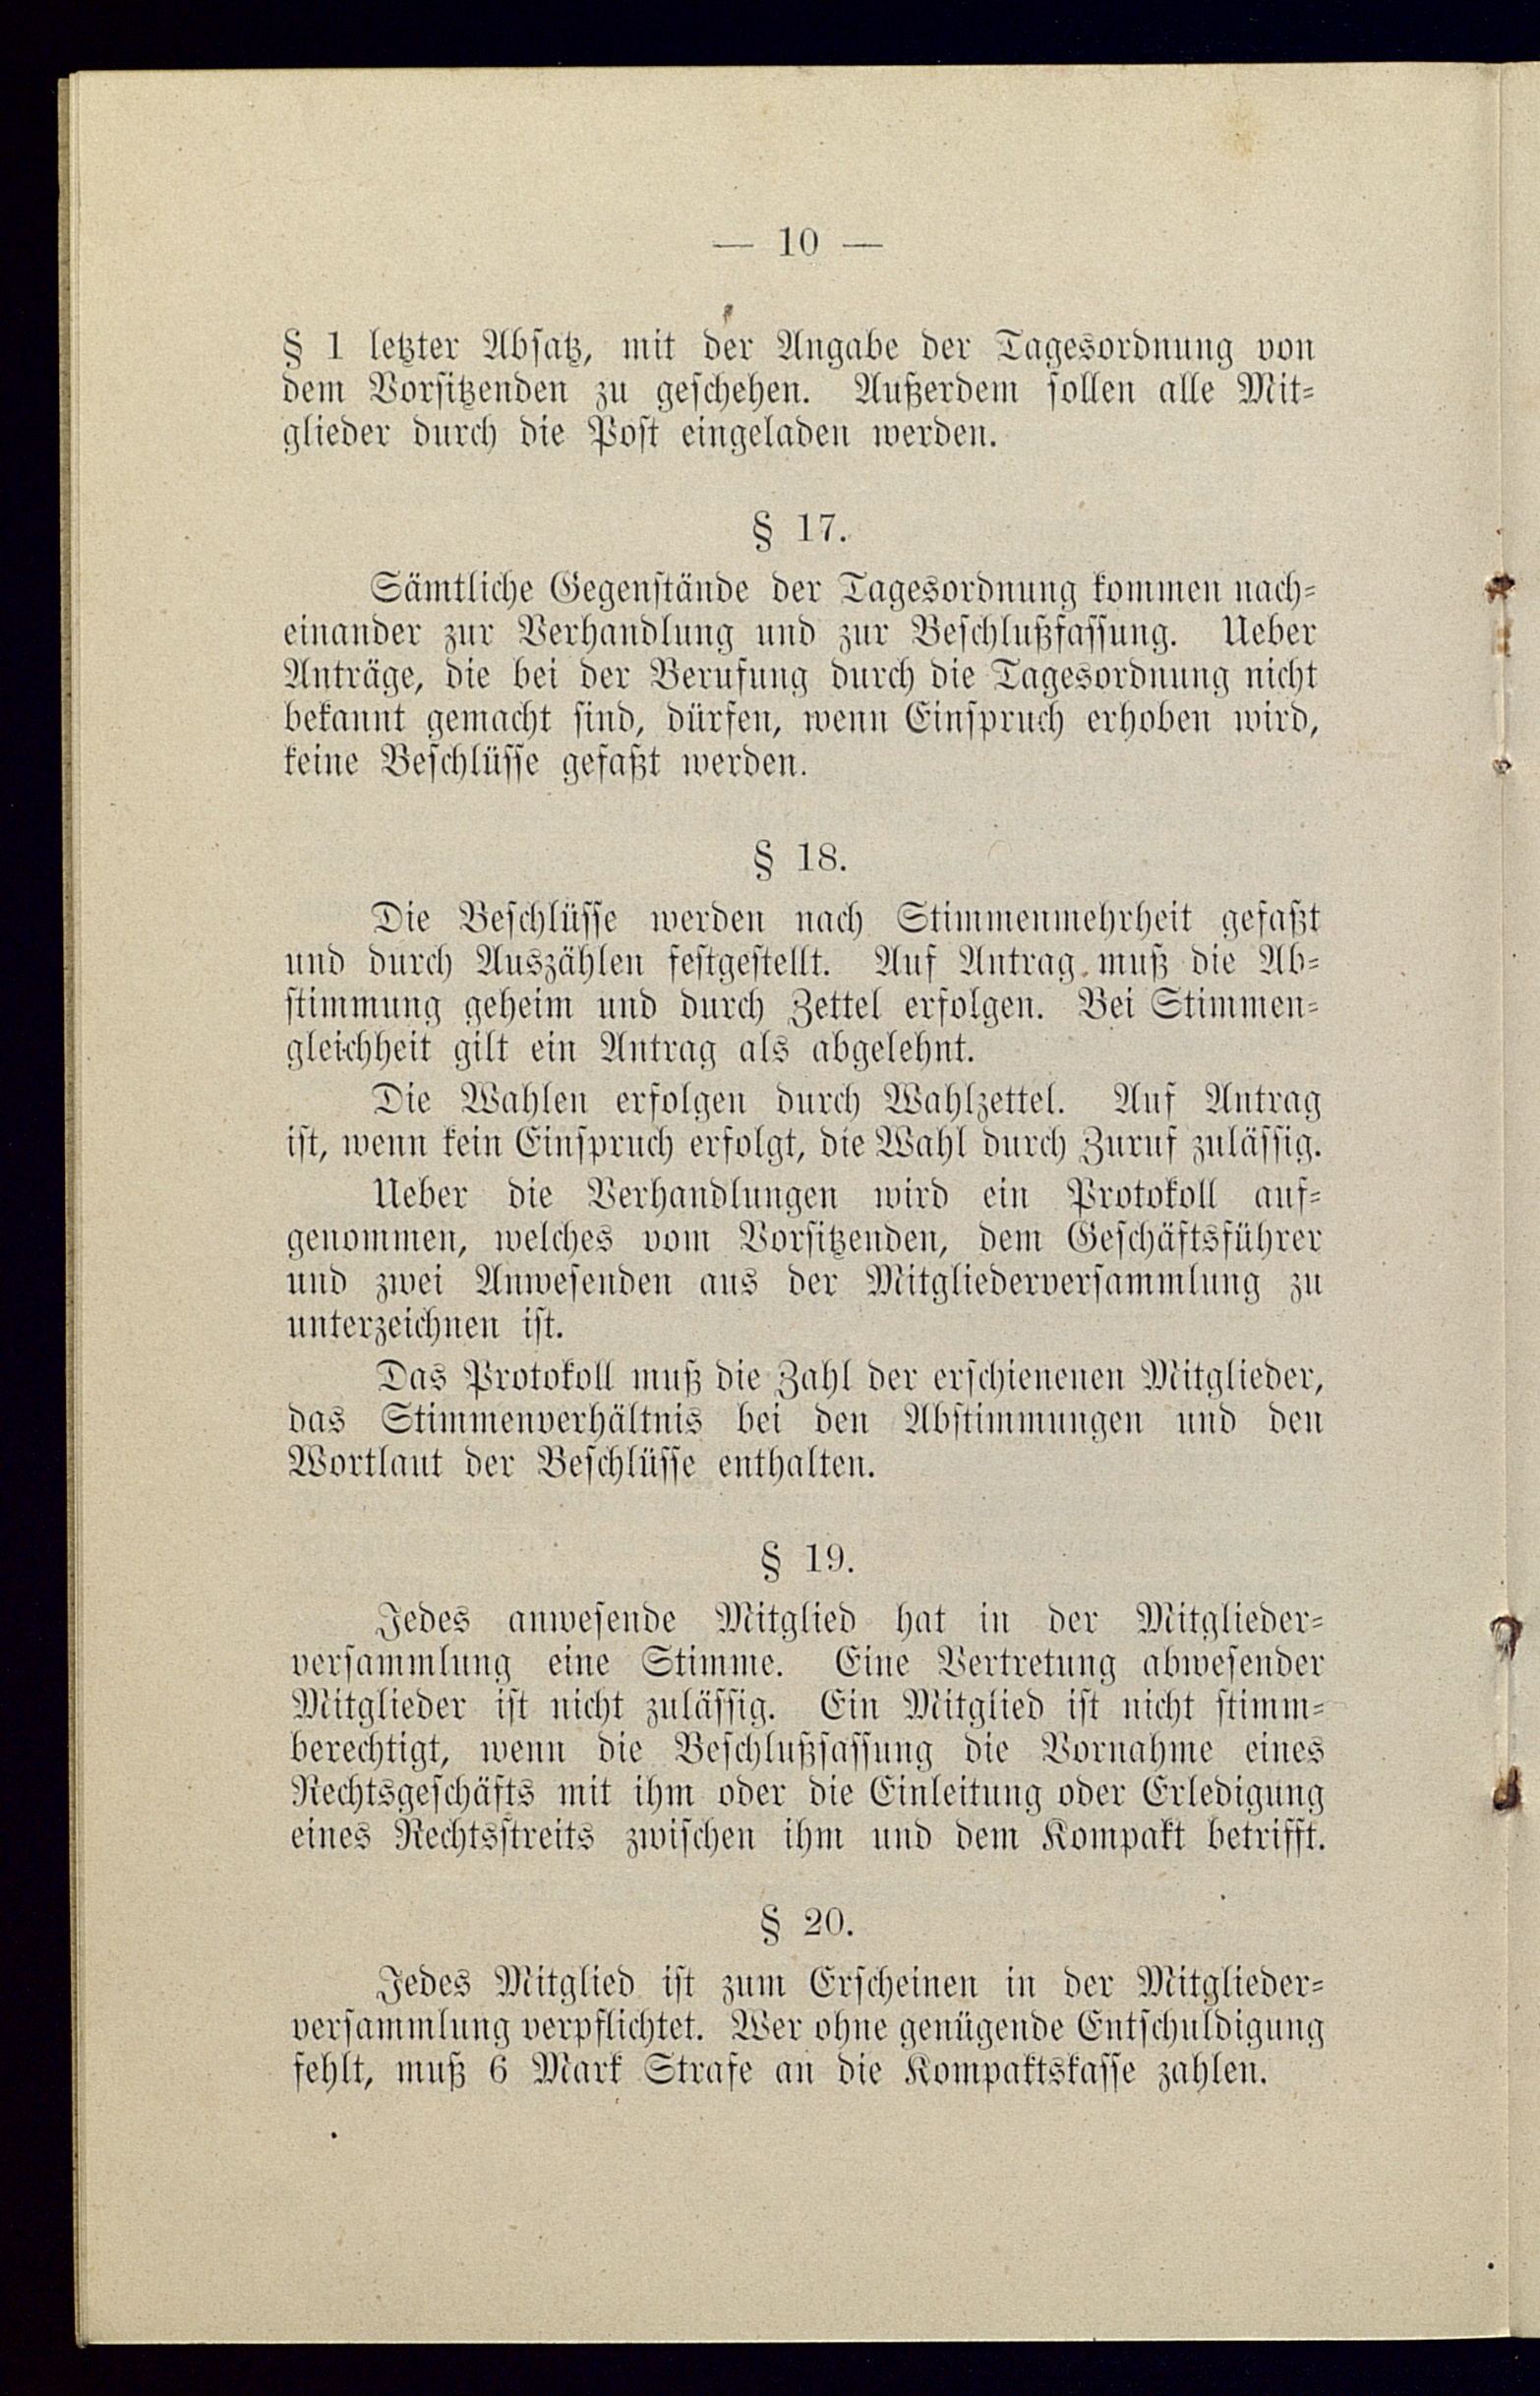 — 10 —
§ 1 letzter Absatz, mit der Angabe der Tagesordnung von
dem Vorsitzenden zu geschehen. Außerdem sollen alle Mit-
glieder durch die Post eingeladen werden.
§ 17.
Sämtliche Gegenstände der Tagesordnung kommen nach-
einander zur Verhandlung und zur Beschlußfassung. Ueber
Anträge, die bei der Berufung durch die Tagesordnung nicht
bekannt gemacht sind, dürfen, wenn Einspruch erhoben wird,
keine Beschlüsse gefaßt werden.
§ 18.
Die Beschlüsse werden nach Stimmenmehrheit gefaßt
und durch Auszählen festgestellt. Auf Antrag muß die Ab-
stimmung geheim und durch Zettel erfolgen. Bei Stimmen-
gleichheit gilt ein Antrag als abgelehnt.
Die Wahlen erfolgen durch Wahlzettel. Auf Antrag
ist, wenn kein Einspruch erfolgt, die Wahl durch Zuruf zulässig.
Ueber die Verhandlungen wird ein Protokoll auf-
genommen, welches vom Vorsitzenden, dem Geschäftsführer
und zwei Anwesenden aus der Mitgliederversammlung zu
unterzeichnen ist.
Das Protokoll muß die Zahl der erschienenen Mitglieder,
das Stimmenverhältnis bei den Abstimmungen und den
Wortlaut der Beschlüsse enthalten.
§ 19.
Jedes anwesende Mitglied hat in der Mitglieder-
versammlung eine Stimme. Eine Vertretung abwesender
Mitglieder ist nicht zulässig. Ein Mitglied ist nicht stimm-
berechtigt, wenn die Beschlußfassung die Vornahme eines
Rechtsgeschäfts mit ihm oder die Einleitung oder Erledigung
eines Rechtsstreits zwischen ihm und dem Kompakt betrifft.
§ 20.
Jedes Mitglied ist zum Erscheinen in der Mitglieder-
versammlung verpflichtet. Wer ohne genügende Entschuldigung
fehlt, muß 6 Mark Strafe an die Kompaktskasse zahlen.